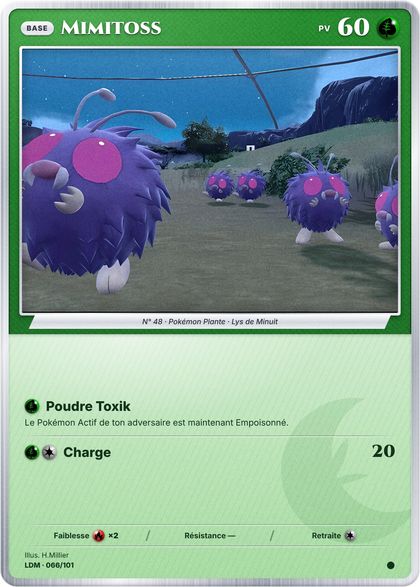 BASE MIMITOSS PV 60
N° 48 · Pokémon Plante · Lys de Minuit
Poudre Toxik
Le Pokémon Actif de ton adversaire est maintenant Empoisonné.
Charge 20
Faiblesse ×2 / Résistance — / Retraite
Illus. H.Millier
LDM · 066/101